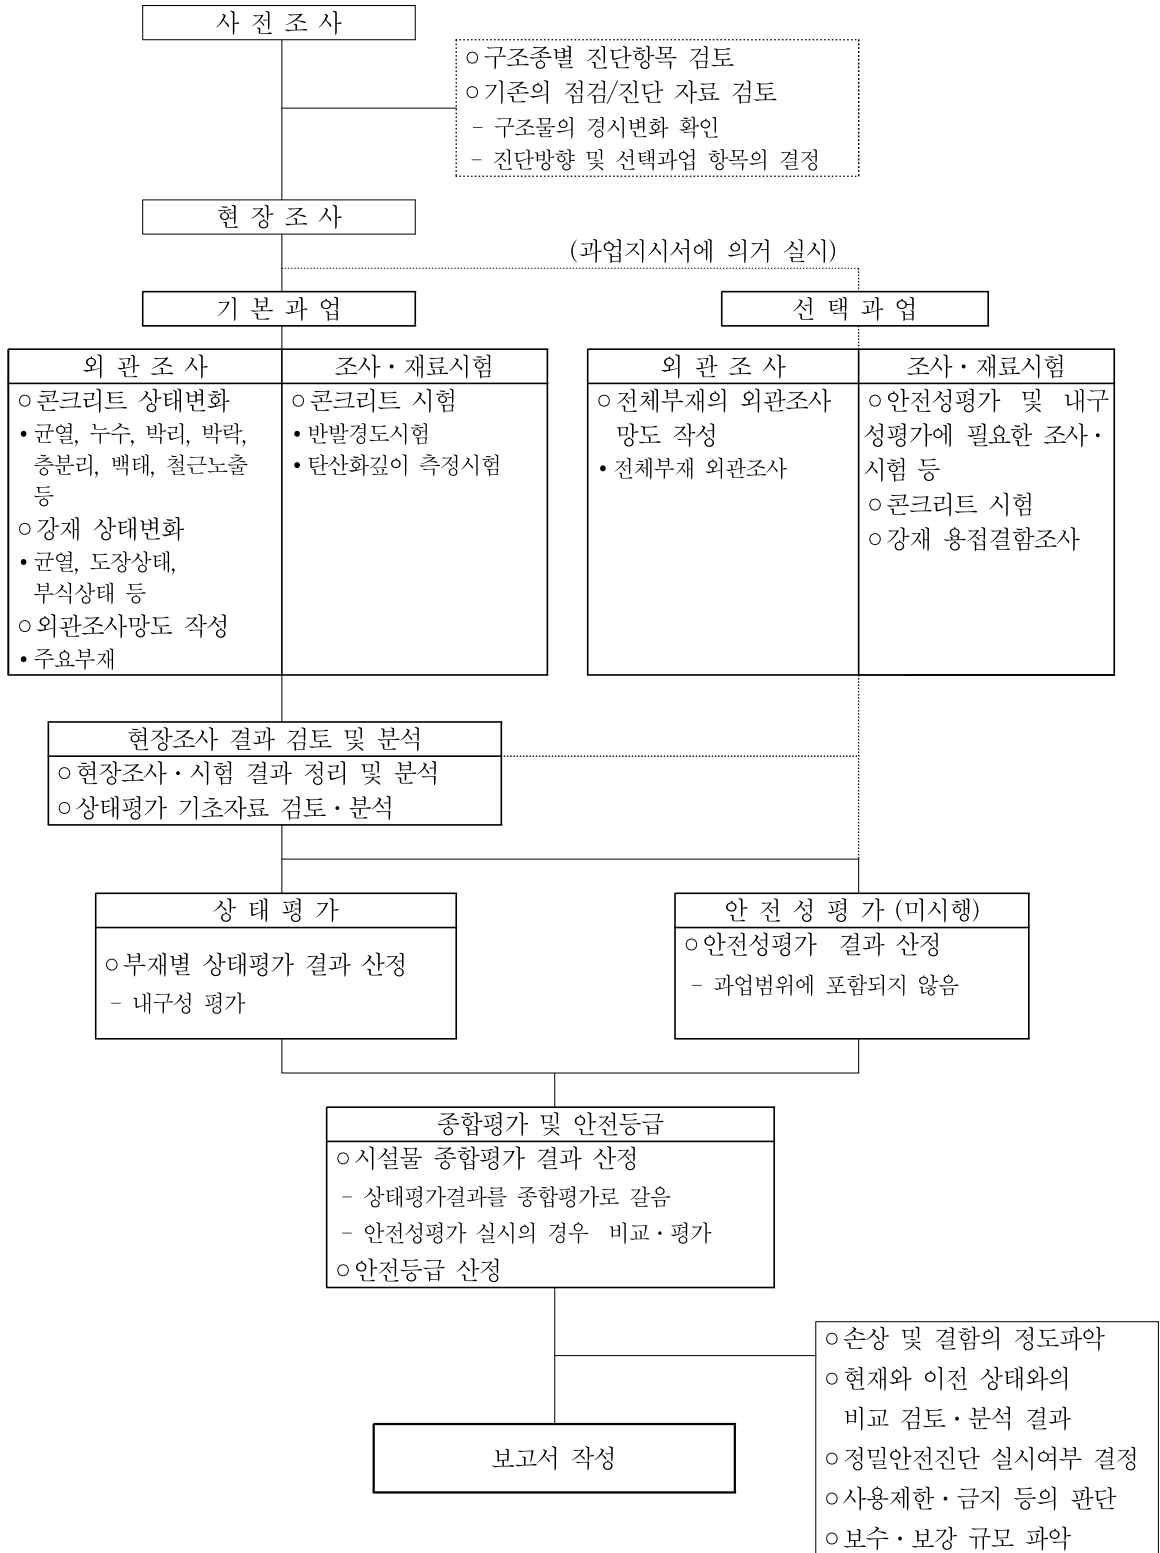 사 전 조 사
○ 구조종별 진단항목 검토
○ 기존의 점검/진단 자료 검토
- 구조물의 경시변화 확인
- 진단방향 및 선택과업 항목의 결정
현 장 조 사
(과업지시서에 의거 실시)
기 본 과 업
선 택 과 업
외 관 조 사
○ 콘크리트 상태변화
• 균열, 누수, 박리, 박락,
층분리, 백태, 철근노출
등
○ 강재 상태변화
• 균열, 도장상태,
부식상태 등
○ 외관조사망도 작성
• 주요부재
조사・재료시험
○ 콘크리트 시험
• 반발경도시험
• 탄산화깊이 측정시험
외 관 조 사
○ 전체부재의 외관조사
망도 작성
• 전체부재 외관조사
조사・재료시험
○ 안전성평가 및 내구
성평가에 필요한 조사・
시험 등
○ 콘크리트 시험
○ 강재 용접결함조사
현장조사 결과 검토 및 분석
○ 현장조사・시험 결과 정리 및 분석
○ 상태평가 기초자료 검토・분석
상 태 평 가
○ 부재별 상태평가 결과 산정
- 내구성 평가
안 전 성 평 가 (미시행)
○ 안전성평가 결과 산정
- 과업범위에 포함되지 않음
종합평가 및 안전등급
○ 시설물 종합평가 결과 산정
- 상태평가결과를 종합평가로 갈음
- 안전성평가 실시의 경우 비교・평가
○ 안전등급 산정
○ 손상 및 결함의 정도파악
○ 현재와 이전 상태와의
비교 검토・분석 결과
○ 정밀안전진단 실시여부 결정
○ 사용제한・금지 등의 판단
○ 보수・보강 규모 파악
보고서 작성